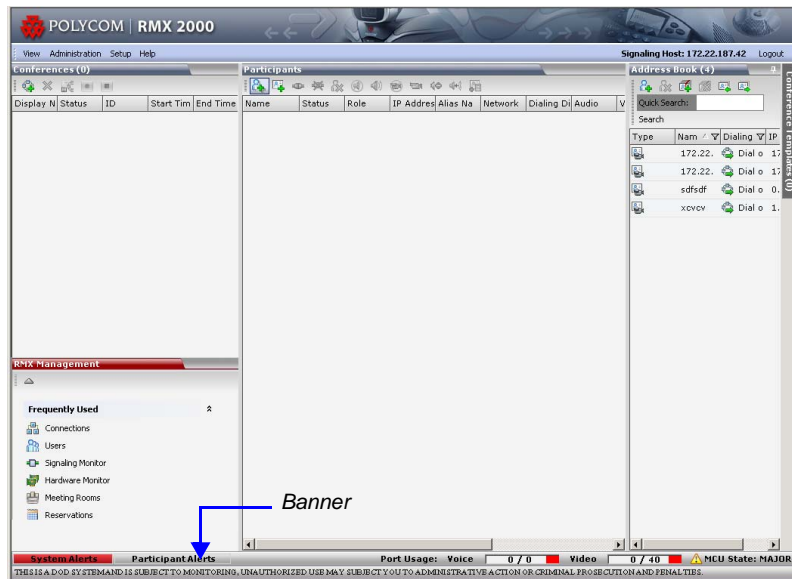 POLYCOM | RMX 2000
View Administration Setup Help
Signaling Host: 172.22.187.42 Logout
Conferences (0)
Display N Status ID Start Tim End Time
Participants
Name Status Role IP Addres Alias Na Network Dialing Di Audio V
Address Book (4)
Quick Search:
Search
Type Nam Dialing IP
172.22. Dial o 17
172.22. Dial o 17
sdfsdf Dial o 0.
xcvcv Dial o 1.
Conference Templates (0)
RMX Management
Frequently Used
Connections
Users
Signaling Monitor
Hardware Monitor
Meeting Rooms
Reservations
Banner
System Alerts Participant Alerts Port Usage: Voice 0 / 0 Video 0 / 40 MCU State: MAJOR
THIS IS A DOD SYSTEM AND IS SUBJECT TO MONITORING, UNAUTHORIZED USE MAY SUBJECT YOU TO ADMINISTRATIVE ACTION OR CRIMINAL PROSECUTION AND PENALTIES.